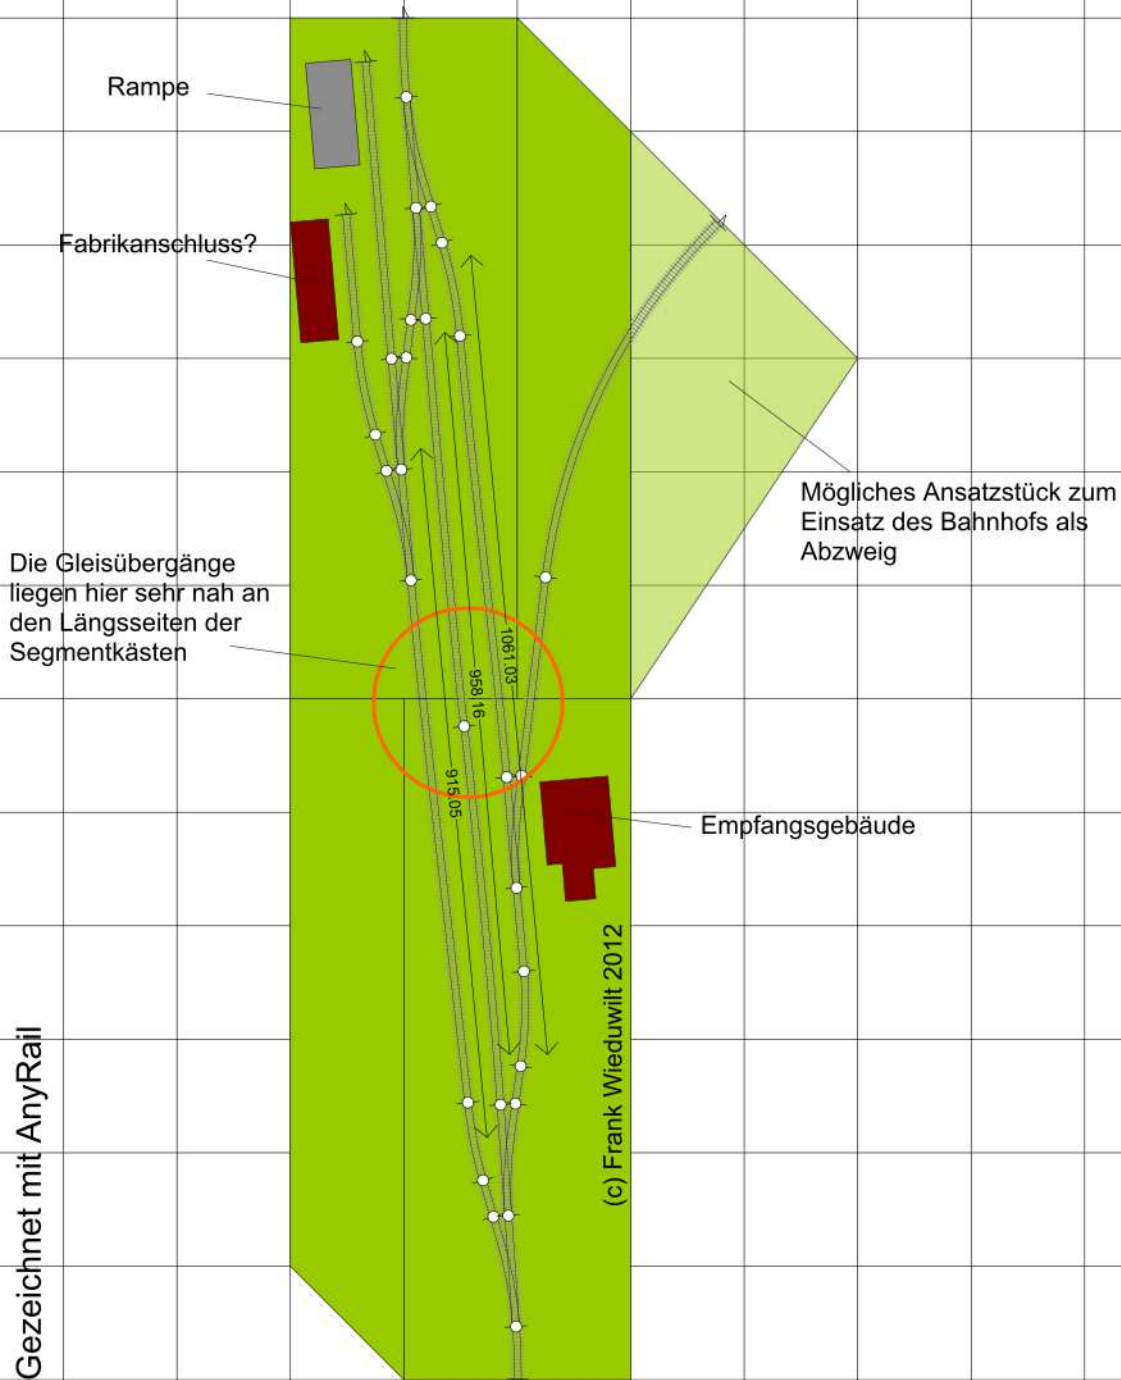 Rampe
Fabrikanschluss?
Mögliches Ansatzstück zum
Einsatz des Bahnhofs als
Abzweig
Die Gleisübergänge
liegen hier sehr nah an
den Längsseiten der
Segmentkästen
1061.03
958.16
915.05
Empfangsgebäude
(c) Frank Wieduwilt 2012
Gezeichnet mit AnyRail